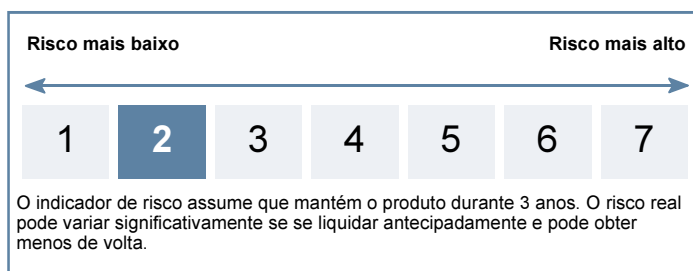 Risco mais baixo Risco mais alto
1 2 3 4 5 6 7
O indicador de risco assume que mantém o produto durante 3 anos. O risco real
pode variar significativamente se se liquidar antecipadamente e pode obter
menos de volta.